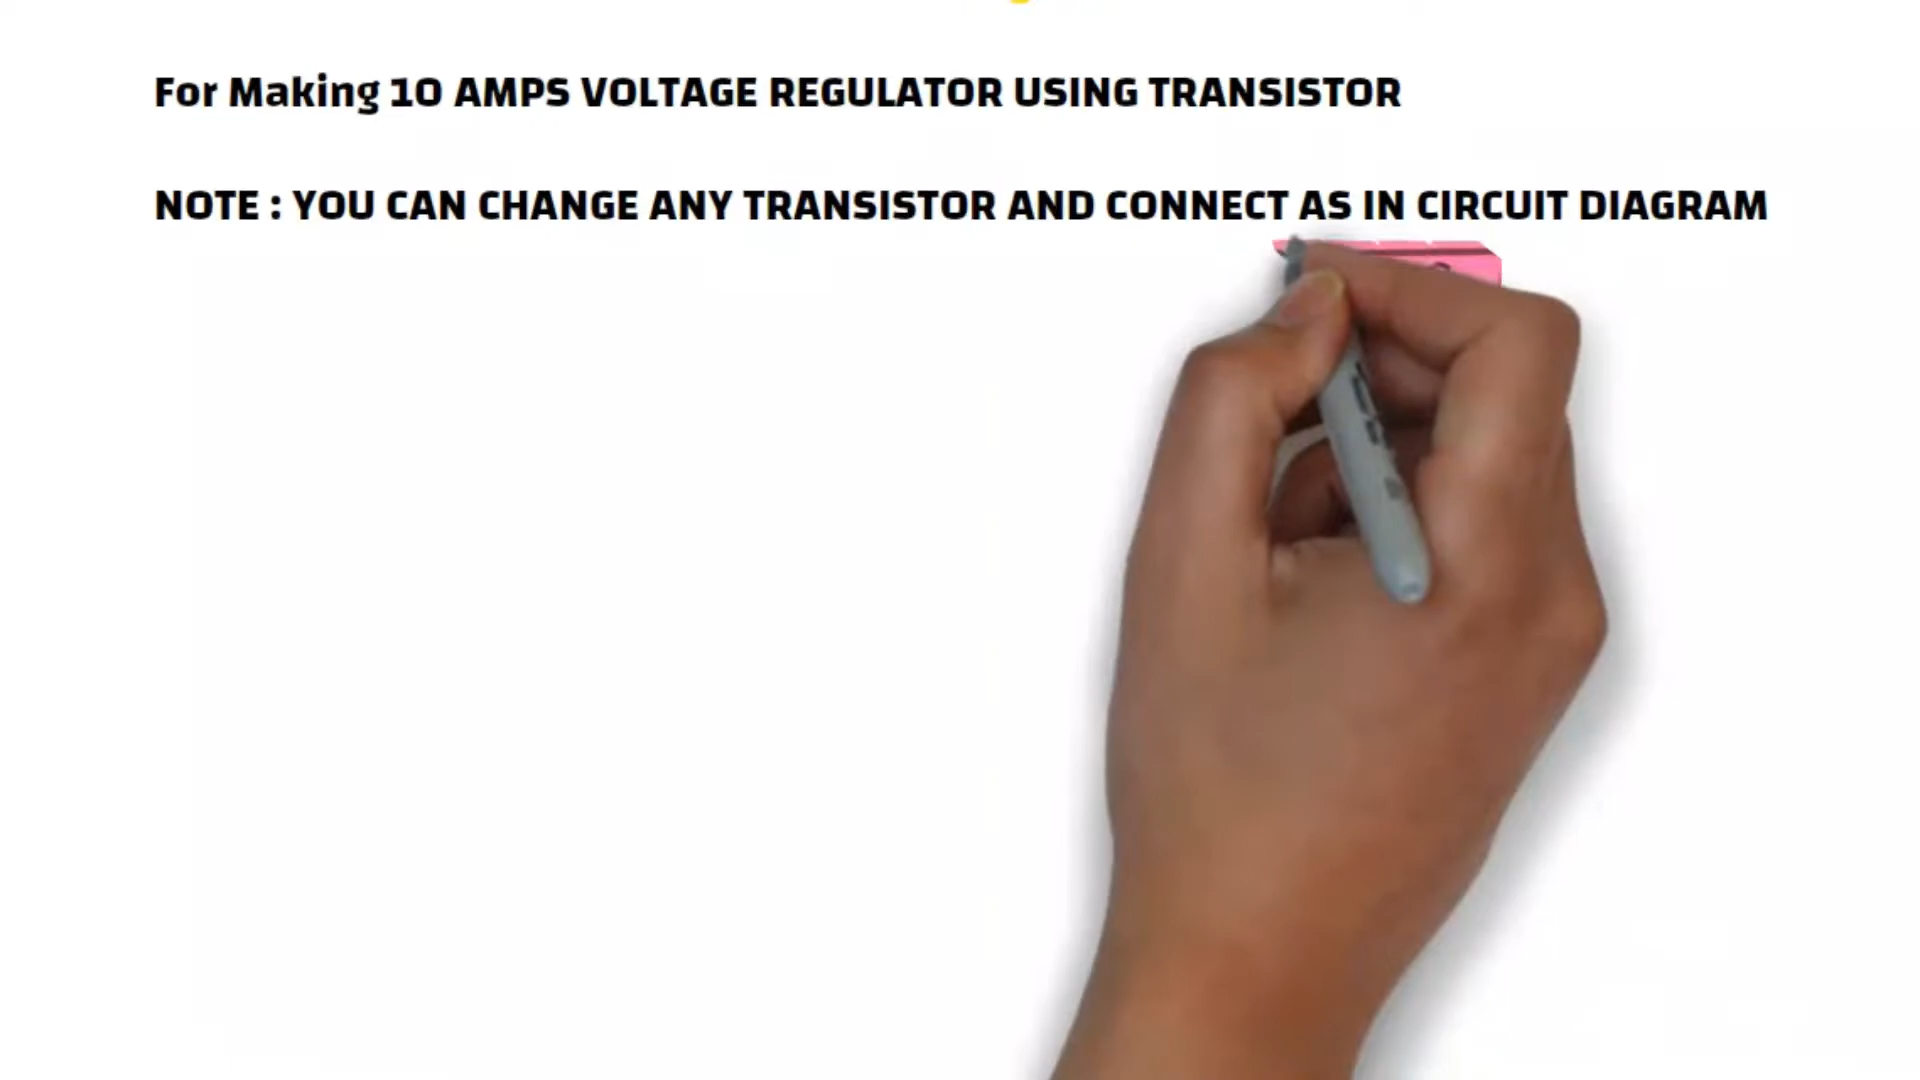 For Making 10 AMPS VOLTAGE REGULATOR USING TRANSISTOR
NOTE : YOU CAN CHANGE ANY TRANSISTOR AND CONNECT AS IN CIRCUIT DIAGRAM